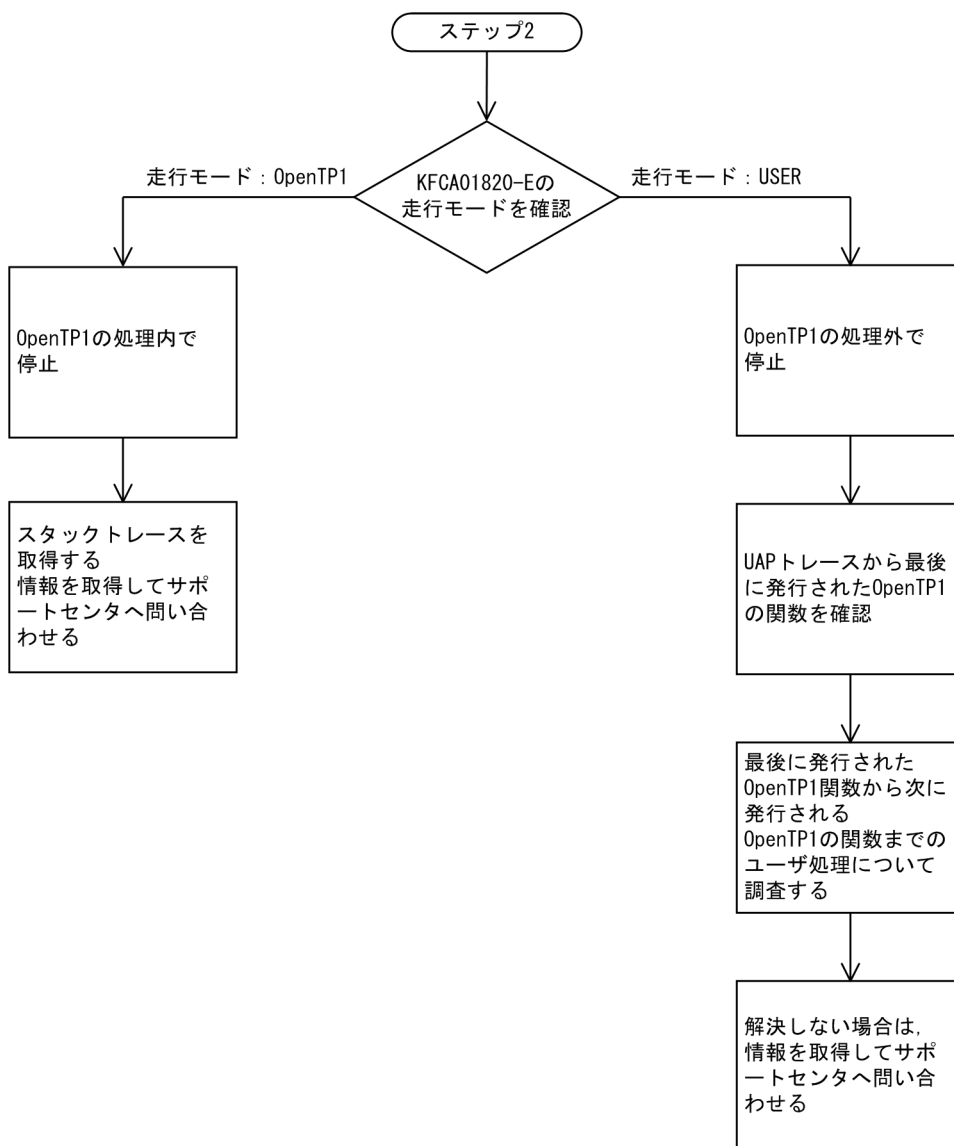 ステップ2
走行モード：OpenTP1
KFCA01820-Eの
走行モードを確認
走行モード：USER
OpenTP1の処理内で
停止
スタックトレースを
取得する
情報を取得してサポ
ートセンタへ問い合
わせる
OpenTP1の処理外で
停止
UAPトレースから最後
に発行されたOpenTP1
の関数を確認
最後に発行された
OpenTP1関数から次に
発行される
OpenTP1の関数までの
ユーザ処理について
調査する
解決しない場合は，
情報を取得してサポ
ートセンタへ問い合
わせる